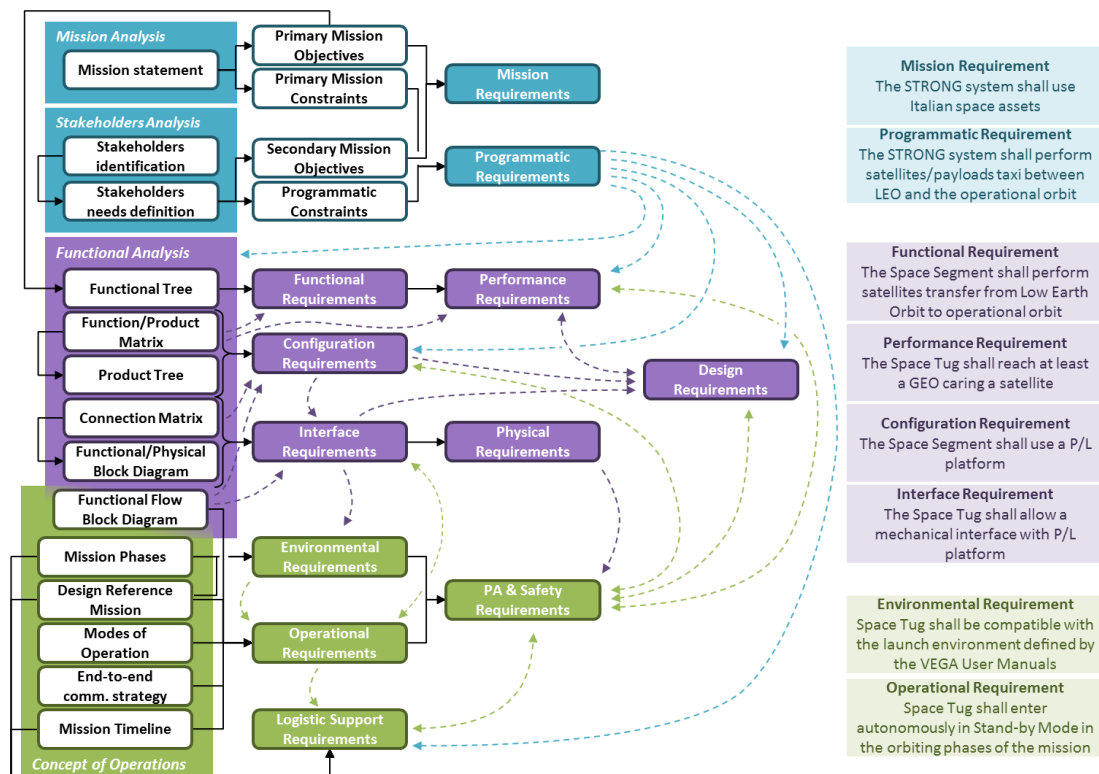 Mission Analysis
Mission statement
Primary Mission
Objectives
Primary Mission
Constraints
Mission
Requirements
Stakeholders Analysis
Stakeholders
identification
Stakeholders
needs definition
Secondary Mission
Objectives
Programmatic
Constraints
Programmatic
Requirements
Functional Analysis
Functional Tree
Function/Product
Matrix
Product Tree
Connection Matrix
Functional/Physical
Block Diagram
Functional Flow
Block Diagram
Functional
Requirements
Performance
Requirements
Configuration
Requirements
Design
Requirements
Interface
Requirements
Physical
Requirements
Mission Phases
Design Reference
Mission
Modes of
Operation
End-to-end
comm. strategy
Mission Timeline
Concept of Operations
Environmental
Requirements
PA & Safety
Requirements
Operational
Requirements
Logistic Support
Requirements
Mission Requirement
The STRONG system shall use
Italian space assets
Programmatic Requirement
The STRONG system shall perform
satellites/payloads taxi between
LEO and the operational orbit
Functional Requirement
The Space Segment shall perform
satellites transfer from Low Earth
Orbit to operational orbit
Performance Requirement
The Space Tug shall reach at least
a GEO caring a satellite
Configuration Requirement
The Space Segment shall use a P/L
platform
Interface Requirement
The Space Tug shall allow a
mechanical interface with P/L
platform
Environmental Requirement
Space Tug shall be compatible with
the launch environment defined by
the VEGA User Manuals
Operational Requirement
Space Tug shall enter
autonomously in Stand-by Mode in
the orbiting phases of the mission